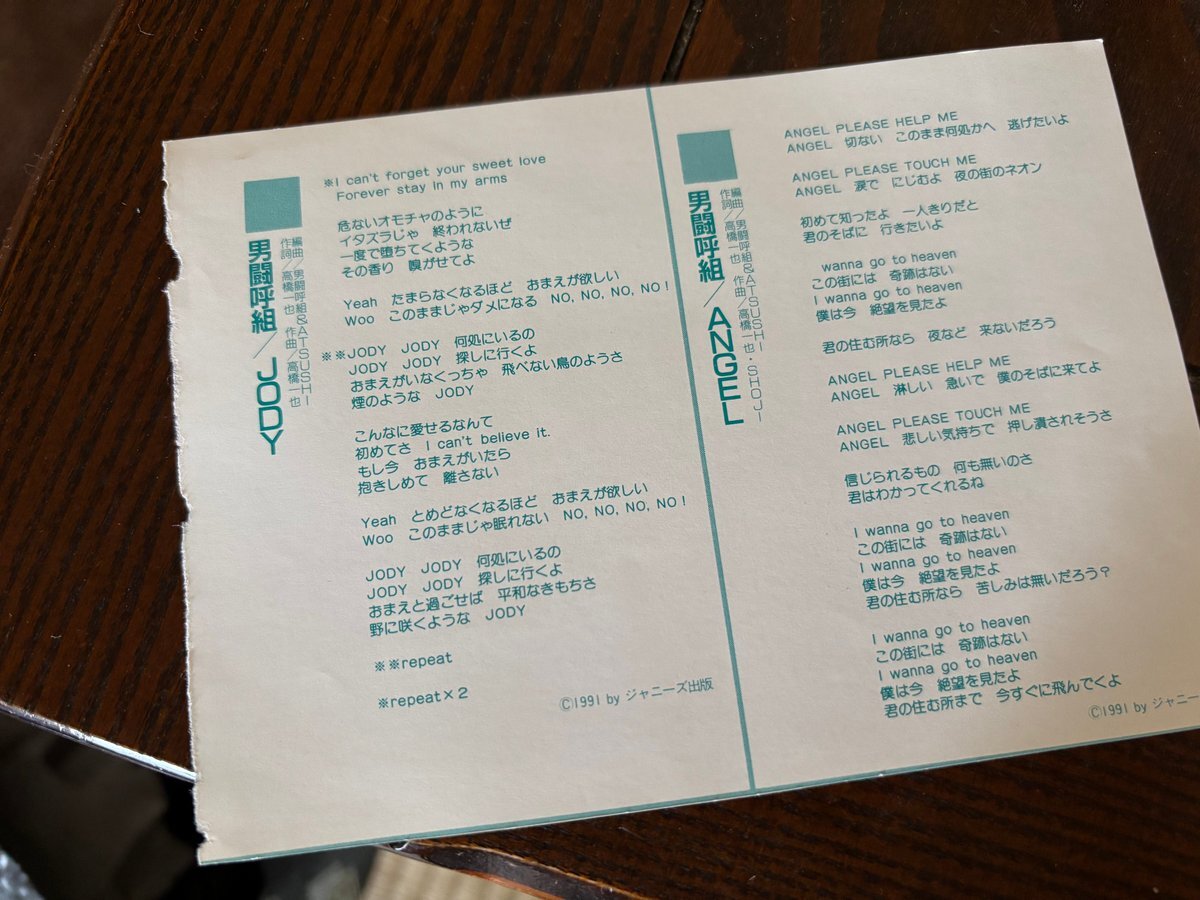 男闘呼組／JODY
作詞／高橋一也 作曲／高橋一也
編曲／男闘呼組&ATSUSHI
※I can't forget your sweet love
Forever stay in my arms
危ないオモチャのように
イタズラじゃ 終われないぜ
一度で堕ちてくような
その香り 嗅がせてよ
Yeah たまらなくなるほど おまえが欲しい
Woo このままじゃダメになる NO, NO, NO, NO！
※※JODY JODY 何処にいるの
JODY JODY 探しに行くよ
おまえがいなくっちゃ 飛べない鳥のようさ
煙のような JODY
こんなに愛せるなんて
初めてさ I can't believe it.
もし今 おまえがいたら
抱きしめて 離さない
Yeah とめどなくなるほど おまえが欲しい
Woo このままじゃ眠れない NO, NO, NO, NO！
JODY JODY 何処にいるの
JODY JODY 探しに行くよ
おまえと過ごせば 平和なきもちさ
野に咲くような JODY
※※repeat
※repeat×2
©1991 by ジャニーズ出版
男闘呼組／ANGEL
作詞／高橋一也 作曲／高橋一也・SHOJI
編曲／男闘呼組&ATSUSHI
ANGEL PLEASE HELP ME
ANGEL 切ない このまま何処かへ 逃げたいよ
ANGEL PLEASE TOUCH ME
ANGEL 涙で にじむよ 夜の街のネオン
初めて知ったよ 一人きりだと
君のそばに 行きたいよ
wanna go to heaven
この街には 奇跡はない
I wanna go to heaven
僕は今 絶望を見たよ
君の住む所なら 夜など 来ないだろう
ANGEL PLEASE HELP ME
ANGEL 淋しい 急いで 僕のそばに来てよ
ANGEL PLEASE TOUCH ME
ANGEL 悲しい気持ちで 押し潰されそうさ
信じられるもの 何も無いのさ
君はわかってくれるね
I wanna go to heaven
この街には 奇跡はない
I wanna go to heaven
僕は今 絶望を見たよ
君の住む所なら 苦しみは無いだろう？
I wanna go to heaven
この街には 奇跡はない
I wanna go to heaven
僕は今 絶望を見たよ
君の住む所まで 今すぐに飛んでくよ
©1991 by ジャニー